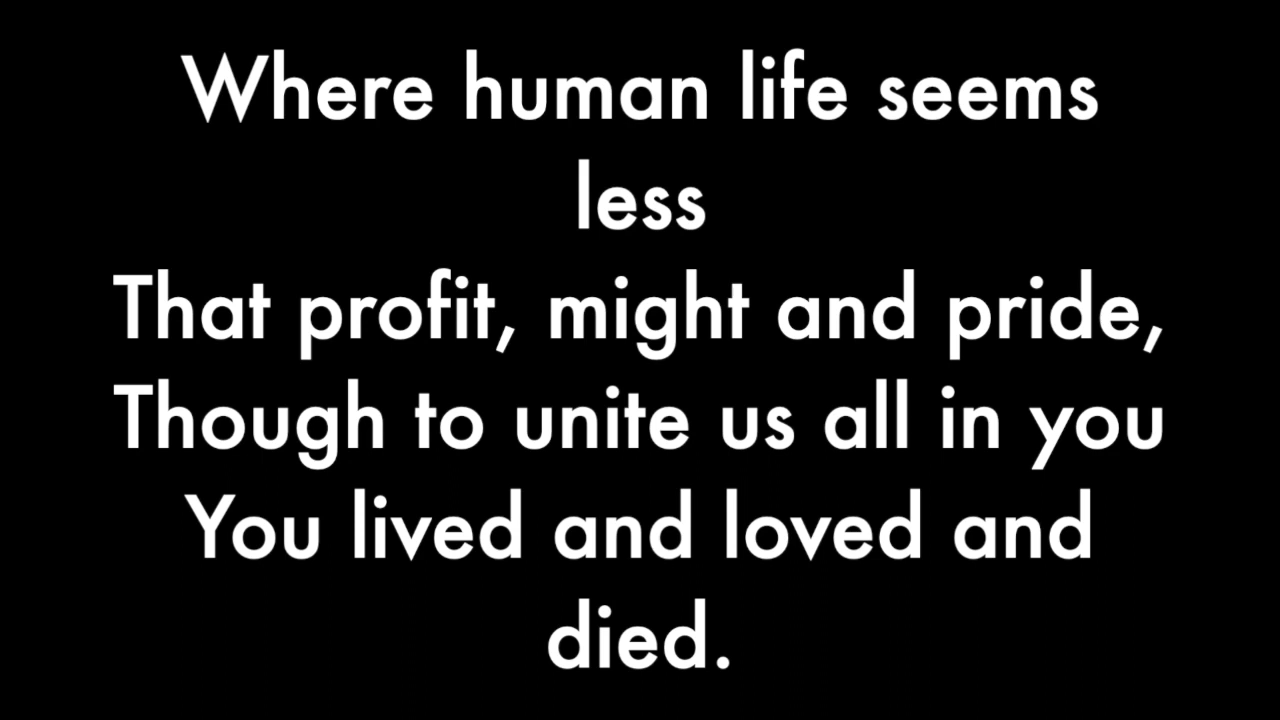 Where human life seems
less
That profit, might and pride,
Though to unite us all in you
You lived and loved and
died.